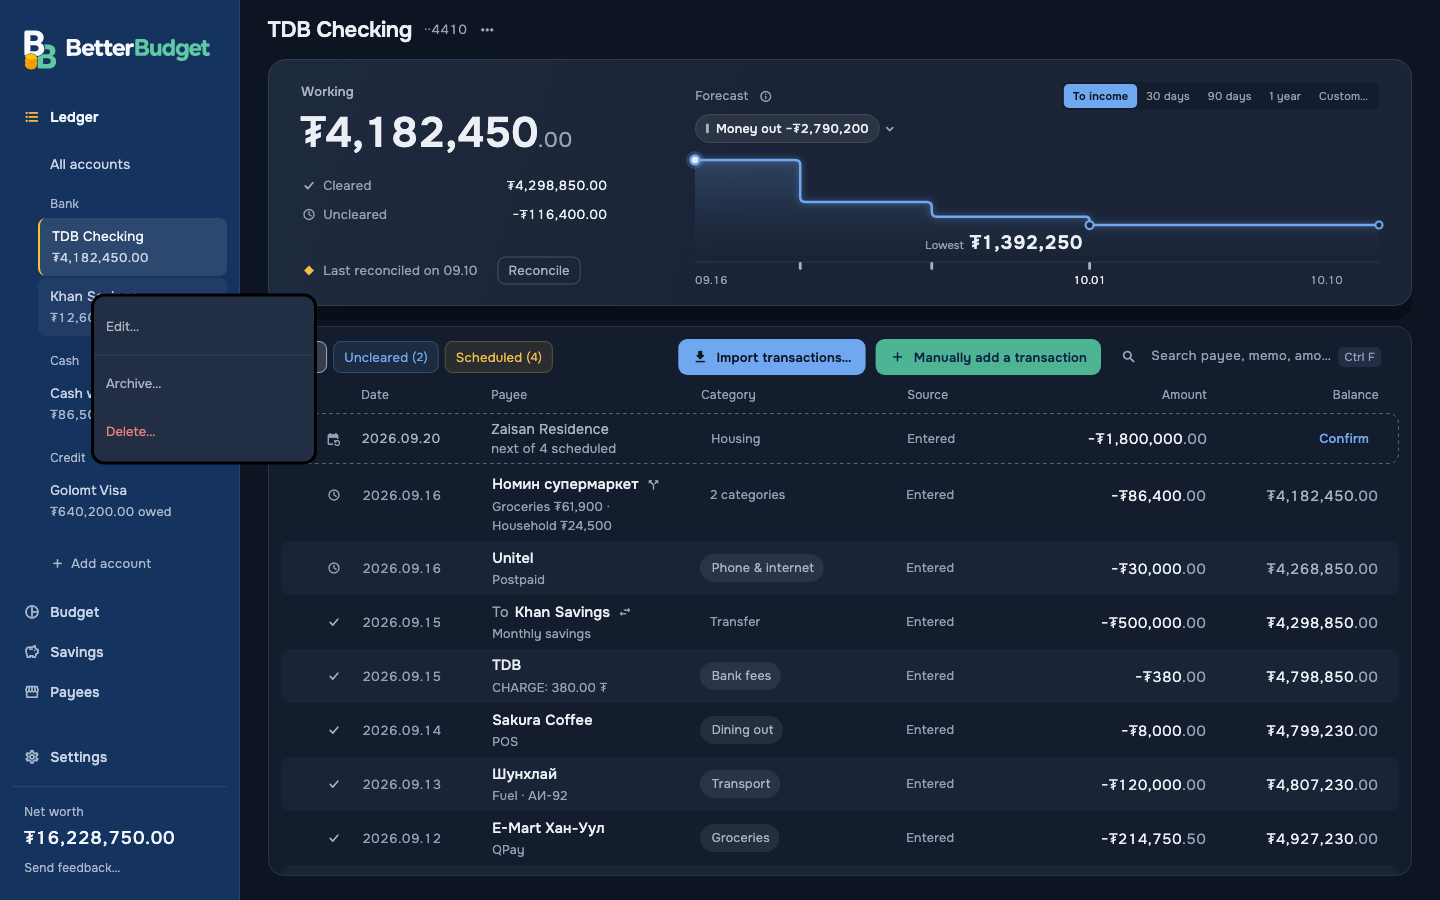 BetterBudget
Ledger
All accounts
Bank
TDB Checking
₮4,182,450.00
Khan
₮12,60
Cash
Cash
₮86,50
Credit
Golomt Visa
₮640,200.00 owed
+ Add account
Budget
Savings
Payees
Settings
Net worth
₮16,228,750.00
Send feedback...
Edit...
Archive...
Delete...
TDB Checking ··4410 •••
Working
₮4,182,450.00
Cleared ₮4,298,850.00
Uncleared -₮116,400.00
Last reconciled on 09.10 Reconcile
Forecast
To income 30 days 90 days 1 year Custom...
Money out -₮2,790,200
Lowest ₮1,392,250
09.16 10.01 10.10
Uncleared (2) Scheduled (4) Import transactions... + Manually add a transaction Search payee, memo, amo... Ctrl F
Date Payee Category Source Amount Balance
2026.09.20 Zaisan Residence Housing Entered -₮1,800,000.00 Confirm
next of 4 scheduled
2026.09.16 Номин супермаркет 2 categories Entered -₮86,400.00 ₮4,182,450.00
Groceries ₮61,900 ·
Household ₮24,500
2026.09.16 Unitel Phone & internet Entered -₮30,000.00 ₮4,268,850.00
Postpaid
2026.09.15 To Khan Savings Transfer Entered -₮500,000.00 ₮4,298,850.00
Monthly savings
2026.09.15 TDB Bank fees Entered -₮380.00 ₮4,798,850.00
CHARGE: 380.00 ₮
2026.09.14 Sakura Coffee Dining out Entered -₮8,000.00 ₮4,799,230.00
POS
2026.09.13 Шунхлай Transport Entered -₮120,000.00 ₮4,807,230.00
Fuel · АИ-92
2026.09.12 E-Mart Хан-Уул Groceries Entered -₮214,750.50 ₮4,927,230.00
QPay